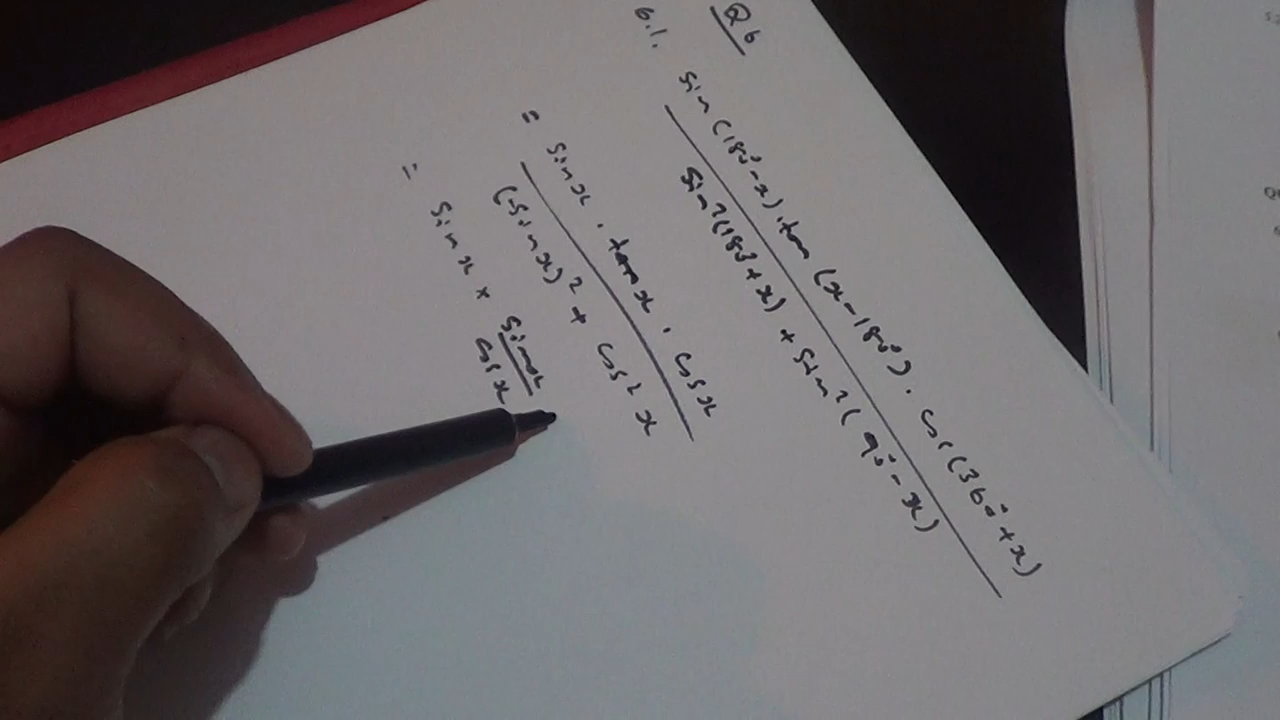 Q6
6.1. sin(180°-x).tan(x-180°).cos(360°+x)
sin²(180+x) + sin²(90°-x)
= sin x . tan x . cos x
(-sin x)² + cos² x
= sin x × sin x
cos x